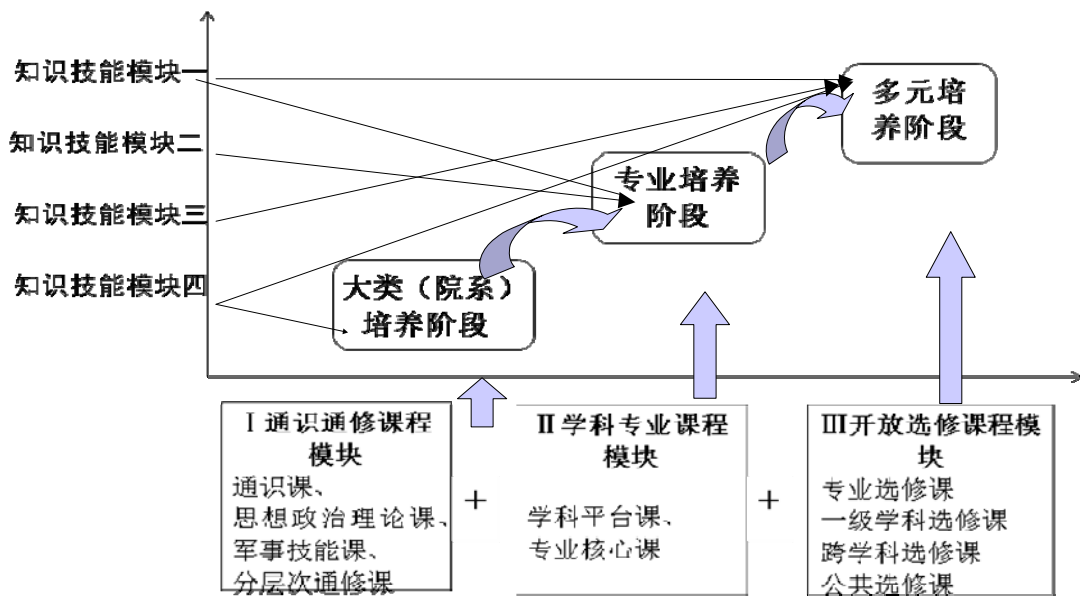 知识技能模块一
知识技能模块二
知识技能模块三
知识技能模块四
多元培
养阶段
专业培养
阶段
大类（院系）
培养阶段
Ⅰ通识通修课程
模块
通识课、
思想政治理论课、
军事技能课、
分层次通修课
+
Ⅱ学科专业课程
模块
学科平台课、
专业核心课
+
Ⅲ开放选修课程模
块
专业选修课
一级学科选修课
跨学科选修课
公共选修课